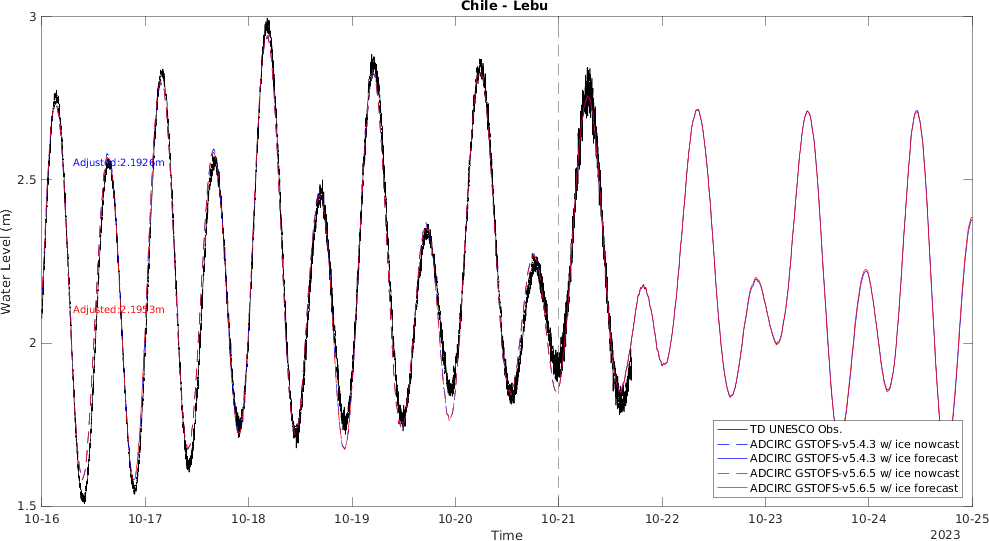 Chile - Lebu
3
2.5
2
1.5
Water Level (m)
Adjusted:2.1926m
Adjusted:2.1953m
TD UNESCO Obs.
ADCIRC GSTOFS-v5.4.3 w/ ice nowcast
ADCIRC GSTOFS-v5.4.3 w/ ice forecast
ADCIRC GSTOFS-v5.6.5 w/ ice nowcast
ADCIRC GSTOFS-v5.6.5 w/ ice forecast
10-16 10-17 10-18 10-19 10-20 10-21 10-22 10-23 10-24 10-25
Time
2023